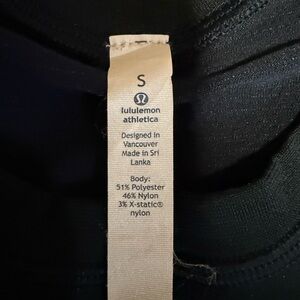 S
lululemon
athletica
Designed in
Vancouver
Made in Sri
Lanka
Body:
51% Polyester
46% Nylon
3% X-static®
nylon